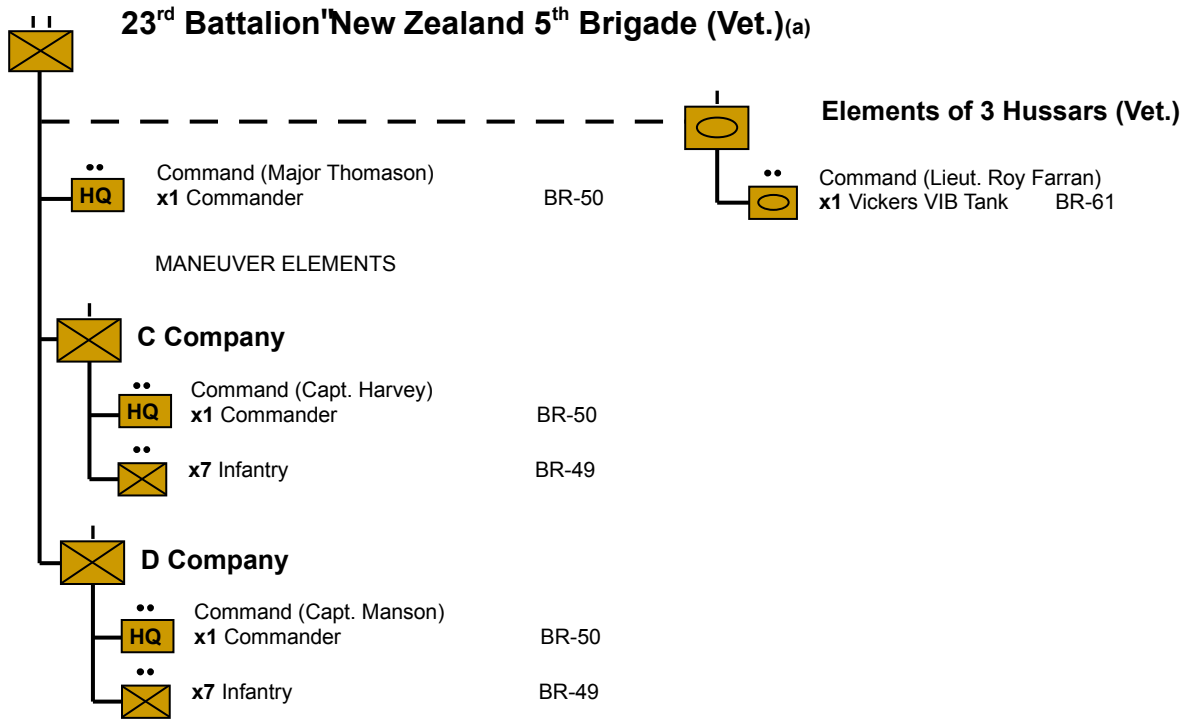 23rd Battalion"New Zealand 5th Brigade (Vet.)(a)
Elements of 3 Hussars (Vet.)
HQ
Command (Major Thomason)
x1 Commander BR-50
Command (Lieut. Roy Farran)
x1 Vickers VIB Tank BR-61
MANEUVER ELEMENTS
C Company
HQ
Command (Capt. Harvey)
x1 Commander BR-50
x7 Infantry BR-49
D Company
HQ
Command (Capt. Manson)
x1 Commander BR-50
x7 Infantry BR-49